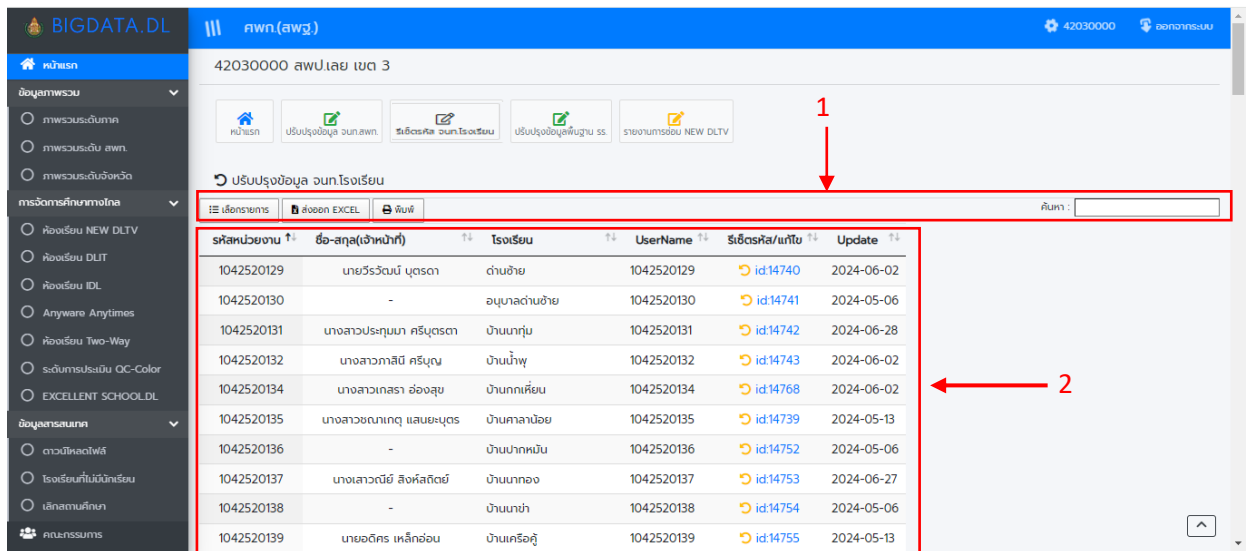 BIGDATA.DL
ศพก.(สพฐ.)
42030000
ออกจากระบบ
หน้าแรก
ข้อมูลภาพรวม
ภาพรวมระดับภาค
ภาพรวมระดับ สพท.
ภาพรวมระดับจังหวัด
การจัดการศึกษาทางไกล
ห้องเรียน NEW DLTV
ห้องเรียน DLIT
ห้องเรียน IDL
Anyware Anytimes
ห้องเรียน Two-Way
ระดับการประเมิน QC-Color
EXCELLENT SCHOOL.DL
ข้อมูลสารสนเทศ
ดาวน์โหลดไฟล์
โรงเรียนที่ไม่มีนักเรียน
เลิกสถานศึกษา
คณะกรรมการ
42030000 สพป.เลย เขต 3
หน้าแรก
ปรับปรุงข้อมูล จนท.สพท.
รีเซ็ตรหัส จนท.โรงเรียน
ปรับปรุงข้อมูลพื้นฐาน รร.
รายงานการซ่อม NEW DLTV
1
ปรับปรุงข้อมูล จนท.โรงเรียน
เลือกรายการ ส่งออก EXCEL พิมพ์ ค้นหา :
รหัสหน่วยงาน ชื่อ-สกุล(เจ้าหน้าที่) โรงเรียน UserName รีเซ็ตรหัส/แก้ไข Update
1042520129 นายวีรวัฒน์ บุตรดา ด่านซ้าย 1042520129 id:14740 2024-06-02
1042520130 - อนุบาลด่านซ้าย 1042520130 id:14741 2024-05-06
1042520131 นางสาวประทุมมา ศรีบุตรตา บ้านนาทุ่ม 1042520131 id:14742 2024-06-28
1042520132 นางสาวภาสินี ศรีบุญ บ้านน้ำพุ 1042520132 id:14743 2024-06-02
1042520134 นางสาวเกสรา อ่องสุข บ้านกกเหี่ยน 1042520134 id:14768 2024-06-02
2
1042520135 นางสาวชณาเกตุ แสนยะบุตร บ้านศาลาน้อย 1042520135 id:14739 2024-05-13
1042520136 - บ้านปากหมัน 1042520136 id:14752 2024-05-06
1042520137 นางเสาวณีย์ สิงห์สถิตย์ บ้านนาทอง 1042520137 id:14753 2024-06-27
1042520138 - บ้านนาข่า 1042520138 id:14754 2024-05-06
1042520139 นายอดิศร เหล็กอ่อน บ้านเครือคู้ 1042520139 id:14755 2024-05-13